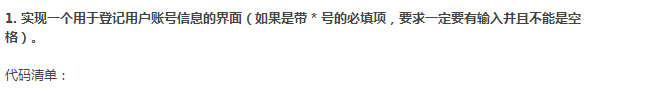 1. 实现一个用于登记用户账号信息的界面（如果是带 * 号的必填项，要求一定要有输入并且不能是空
格）。
代码清单：